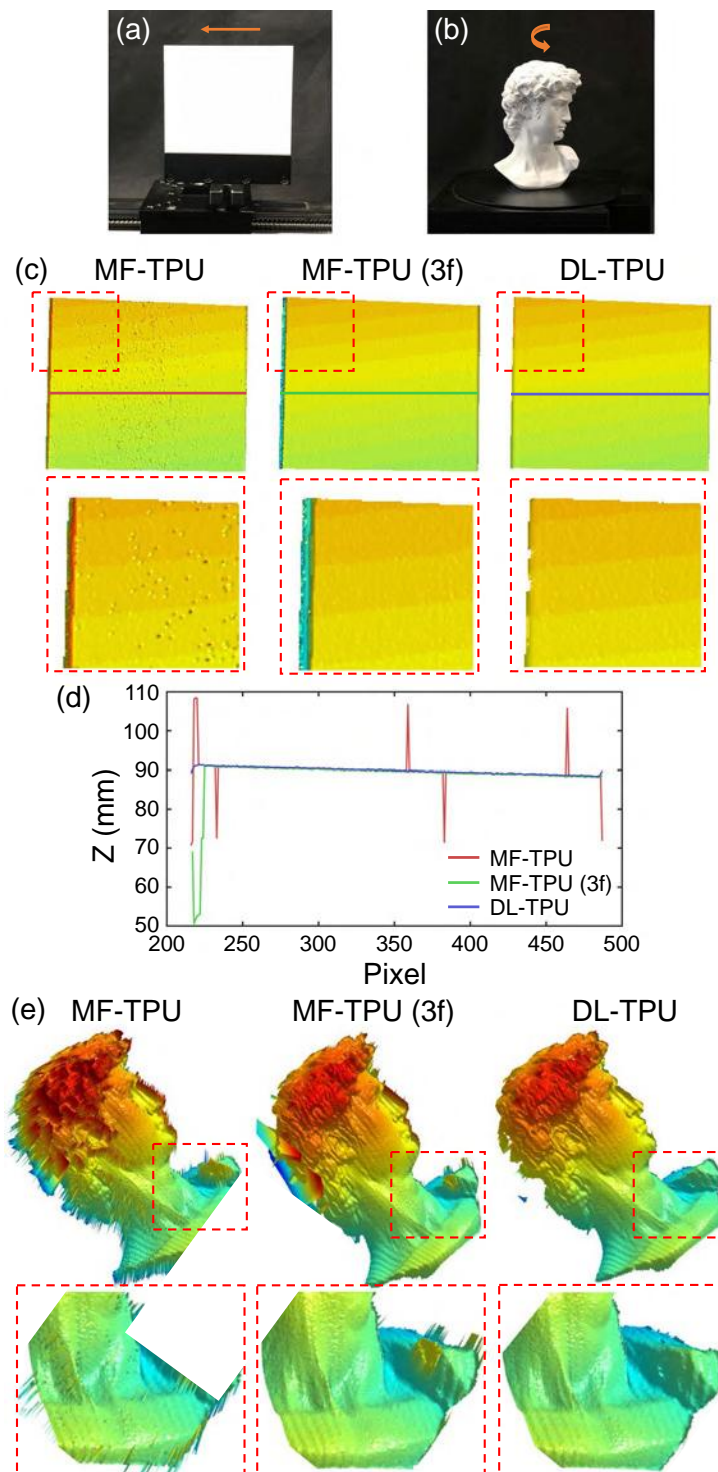 (a)
(b)
(c)
MF-TPU
MF-TPU (3f)
DL-TPU
(d)
110
100
90
80
70
60
50
Z (mm)
MF-TPU
MF-TPU (3f)
DL-TPU
200
250
300
350
400
450
500
Pixel
(e)
MF-TPU
MF-TPU (3f)
DL-TPU